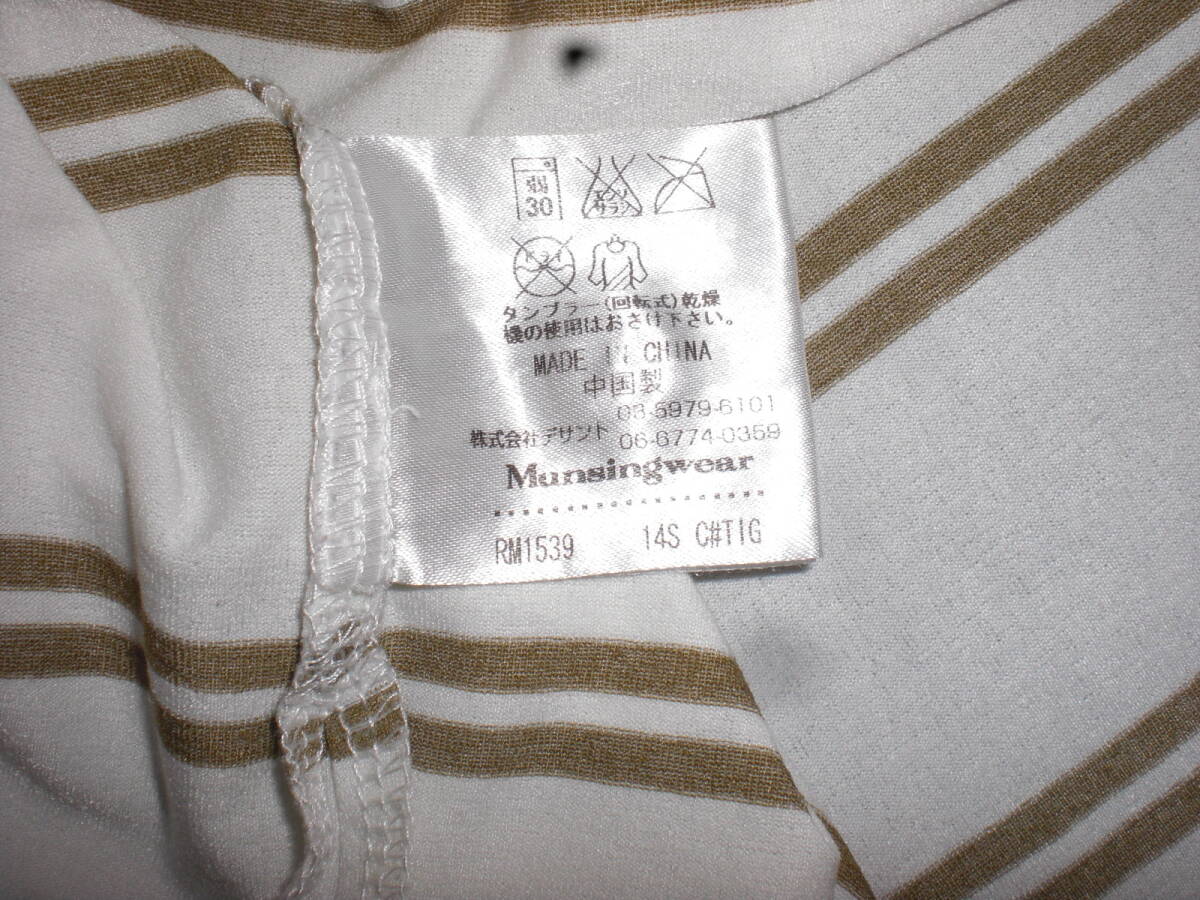 弱
30
エンソ
サラシ
タンブラー(回転式)乾燥
機の使用はおさけ下さい。
MADE IN CHINA
中国製
03-5979-6101
株式会社デサント 06-6774-0359
Munsingwear
RM1539 14S C#TIG